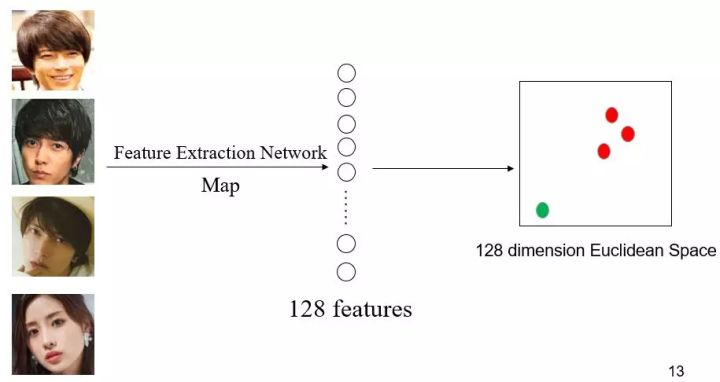 Feature Extraction Network
Map
128 features
128 dimension Euclidean Space
13